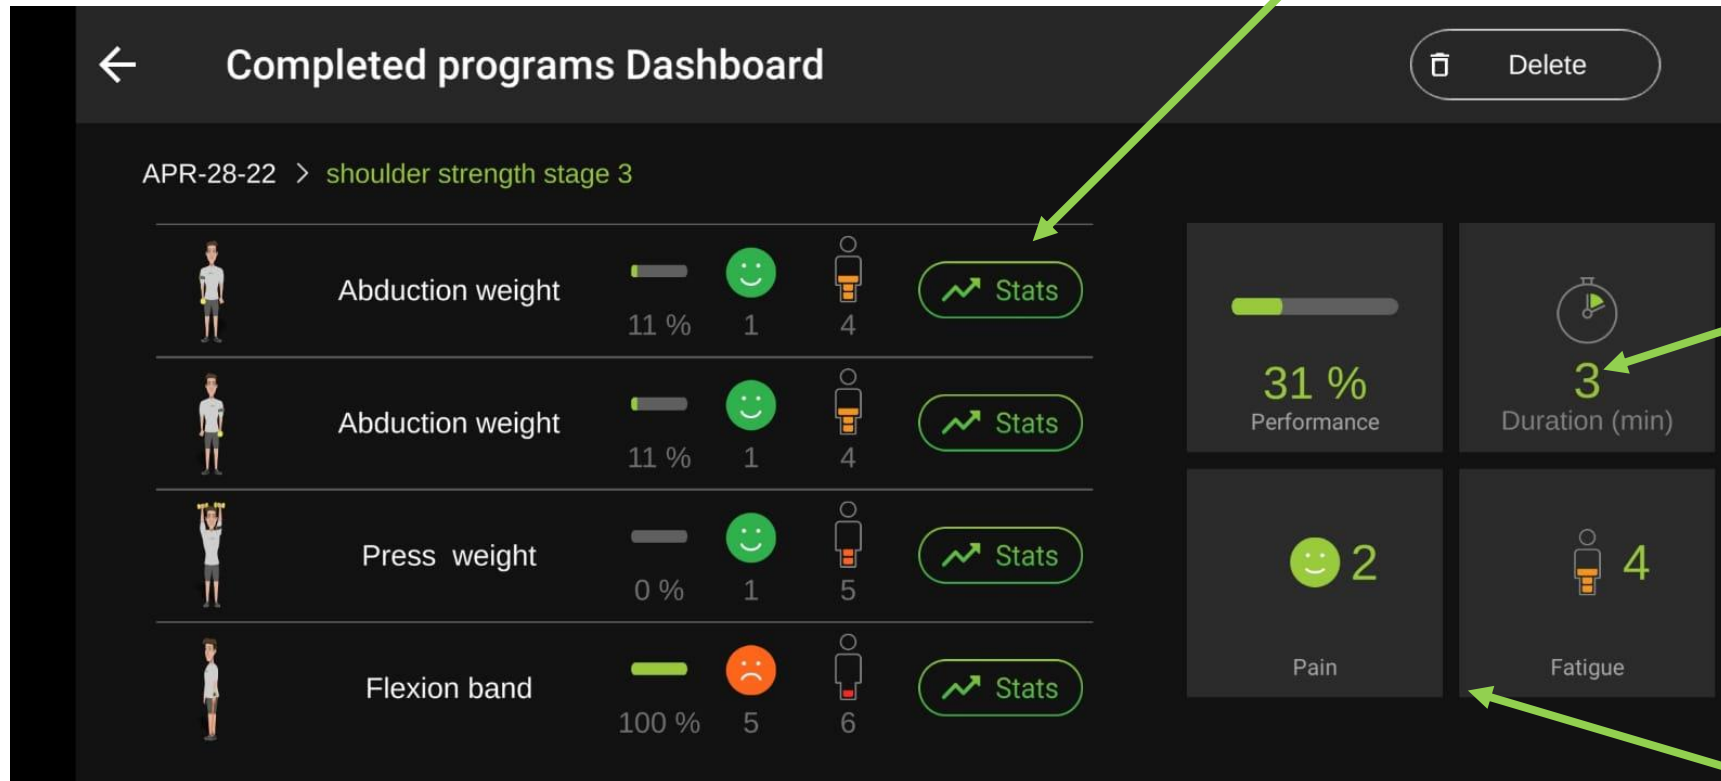 Completed programs Dashboard
Delete
APR-28-22 > shoulder strength stage 3
Abduction weight
11 %
1
4
Stats
Abduction weight
11 %
1
4
Stats
Press weight
0 %
1
5
Stats
Flexion band
100 %
5
6
Stats
31 %
Performance
3
Duration (min)
2
Pain
4
Fatigue